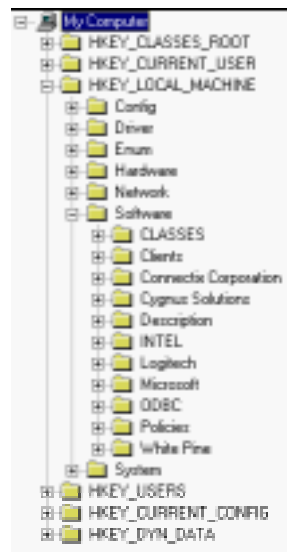 My Computer
HKEY_CLASSES_ROOT
HKEY_CURRENT_USER
HKEY_LOCAL_MACHINE
Config
Driver
Enum
Hardware
Network
Software
CLASSES
Clients
Connectix Corporation
Cygnus Solutions
Description
INTEL
Logitech
Microsoft
ODBC
Policies
White Pine
System
HKEY_USERS
HKEY_CURRENT_CONFIG
HKEY_DYN_DATA